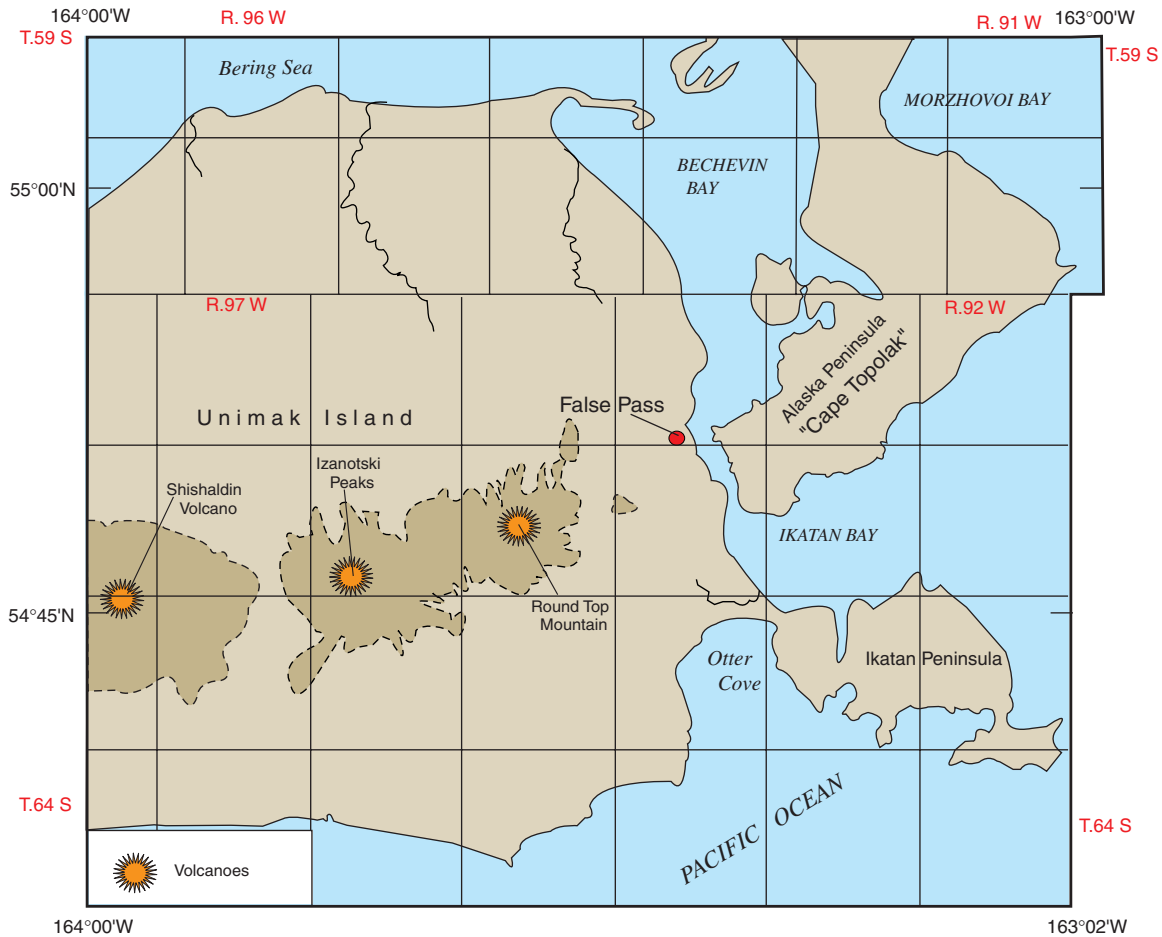 164°00'W
R. 96 W
R. 91 W
163°00'W
T.59 S
T.59 S
Bering Sea
MORZHOVOI BAY
BECHEVIN
BAY
55°00'N
R.97 W
R.92 W
Alaska Peninsula
"Cape Topolak"
Unimak Island
False Pass
Izanotski
Peaks
Shishaldin
Volcano
IKATAN BAY
Round Top
Mountain
54°45'N
Otter
Cove
Ikatan Peninsula
T.64 S
PACIFIC OCEAN
T.64 S
Volcanoes
164°00'W
163°02'W